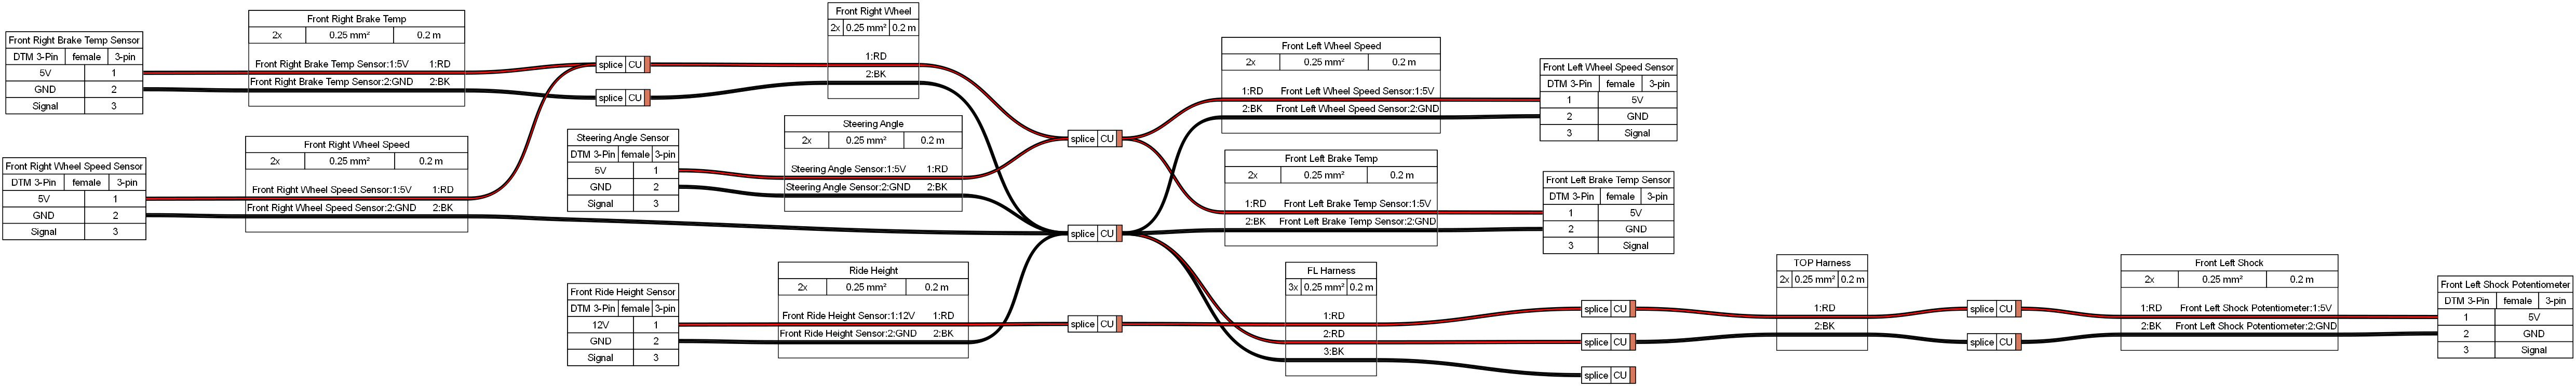 Front Right Brake Temp Sensor
DTM 3-Pin female 3-pin
5V 1
GND 2
Signal 3
Front Right Wheel Speed Sensor
DTM 3-Pin female 3-pin
5V 1
GND 2
Signal 3
Front Right Brake Temp
2x 0.25 mm² 0.2 m
Front Right Brake Temp Sensor:1:5V 1:RD
Front Right Brake Temp Sensor:2:GND 2:BK
Front Right Wheel Speed
2x 0.25 mm² 0.2 m
Front Right Wheel Speed Sensor:1:5V 1:RD
Front Right Wheel Speed Sensor:2:GND 2:BK
splice CU
splice CU
Steering Angle Sensor
DTM 3-Pin female 3-pin
5V 1
GND 2
Signal 3
Front Ride Height Sensor
DTM 3-Pin female 3-pin
12V 1
GND 2
Signal 3
Front Right Wheel
2x 0.25 mm² 0.2 m
1:RD
2:BK
Steering Angle
2x 0.25 mm² 0.2 m
Steering Angle Sensor:1:5V 1:RD
Steering Angle Sensor:2:GND 2:BK
Ride Height
2x 0.25 mm² 0.2 m
Front Ride Height Sensor:1:12V 1:RD
Front Ride Height Sensor:2:GND 2:BK
splice CU
splice CU
splice CU
Front Left Wheel Speed
2x 0.25 mm² 0.2 m
1:RD Front Left Wheel Speed Sensor:1:5V
2:BK Front Left Wheel Speed Sensor:2:GND
Front Left Brake Temp
2x 0.25 mm² 0.2 m
1:RD Front Left Brake Temp Sensor:1:5V
2:BK Front Left Brake Temp Sensor:2:GND
FL Harness
3x 0.25 mm² 0.2 m
1:RD
2:RD
3:BK
Front Left Wheel Speed Sensor
DTM 3-Pin female 3-pin
1 5V
2 GND
3 Signal
Front Left Brake Temp Sensor
DTM 3-Pin female 3-pin
1 5V
2 GND
3 Signal
splice CU
splice CU
splice CU
TOP Harness
2x 0.25 mm² 0.2 m
1:RD
2:BK
splice CU
splice CU
Front Left Shock
2x 0.25 mm² 0.2 m
1:RD Front Left Shock Potentiometer:1:5V
2:BK Front Left Shock Potentiometer:2:GND
Front Left Shock Potentiometer
DTM 3-Pin female 3-pin
1 5V
2 GND
3 Signal